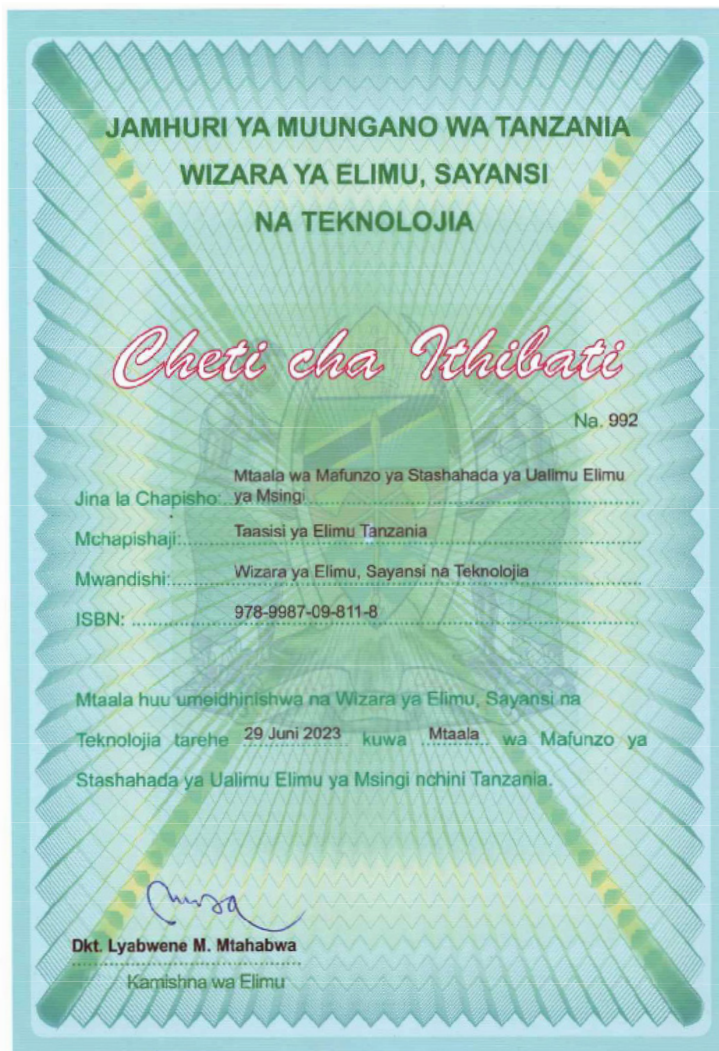 JAMHURI YA MUUNGANO WA TANZANIA
WIZARA YA ELIMU, SAYANSI
NA TEKNOLOJIA
Cheti cha Ithibati
Na. 992
Jina la Chapisho: Mtaala wa Mafunzo ya Stashahada ya Ualimu Elimu
ya Msingi
Mchapishaji: Taasisi ya Elimu Tanzania
Mwandishi: Wizara ya Elimu, Sayansi na Teknolojia
ISBN: 978-9987-09-811-8
Mtaala huu umeidhinishwa na Wizara ya Elimu, Sayansi na
Teknolojia tarehe 29 Juni 2023 kuwa Mtaala wa Mafunzo ya
Stashahada ya Ualimu Elimu ya Msingi nchini Tanzania.
Dkt. Lyabwene M. Mtahabwa
Kamishna wa Elimu